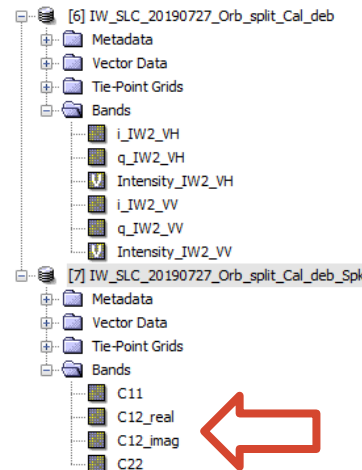 [6] IW_SLC_20190727_Orb_split_Cal_deb
Metadata
Vector Data
Tie-Point Grids
Bands
i_IW2_VH
q_IW2_VH
Intensity_IW2_VH
i_IW2_VV
q_IW2_VV
Intensity_IW2_VV
[7] IW_SLC_20190727_Orb_split_Cal_deb_Spk
Metadata
Vector Data
Tie-Point Grids
Bands
C11
C12_real
C12_imag
C22